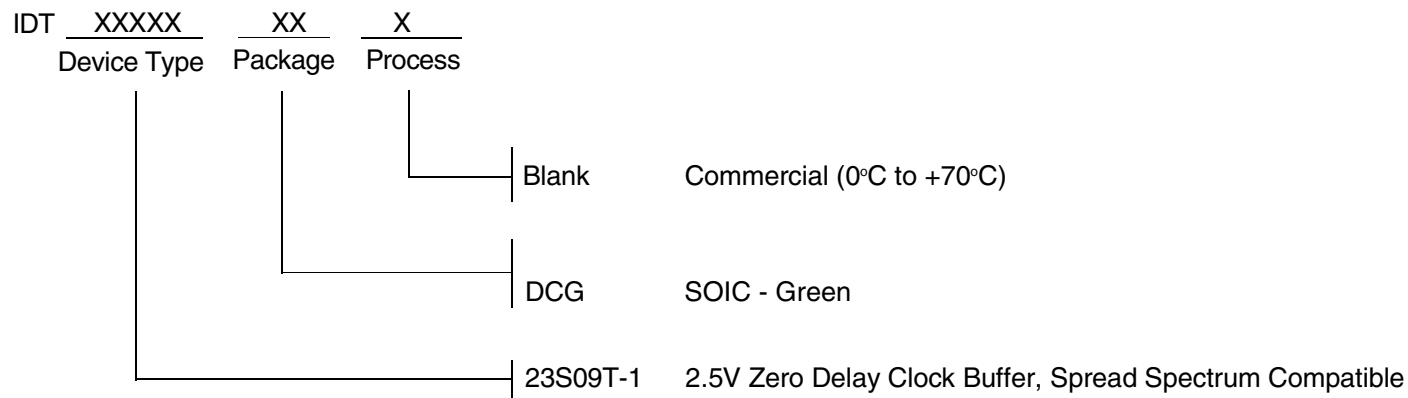 IDT XXXXX XX X
Device Type Package Process
Blank Commercial (0°C to +70°C)
DCG SOIC - Green
23S09T-1 2.5V Zero Delay Clock Buffer, Spread Spectrum Compatible